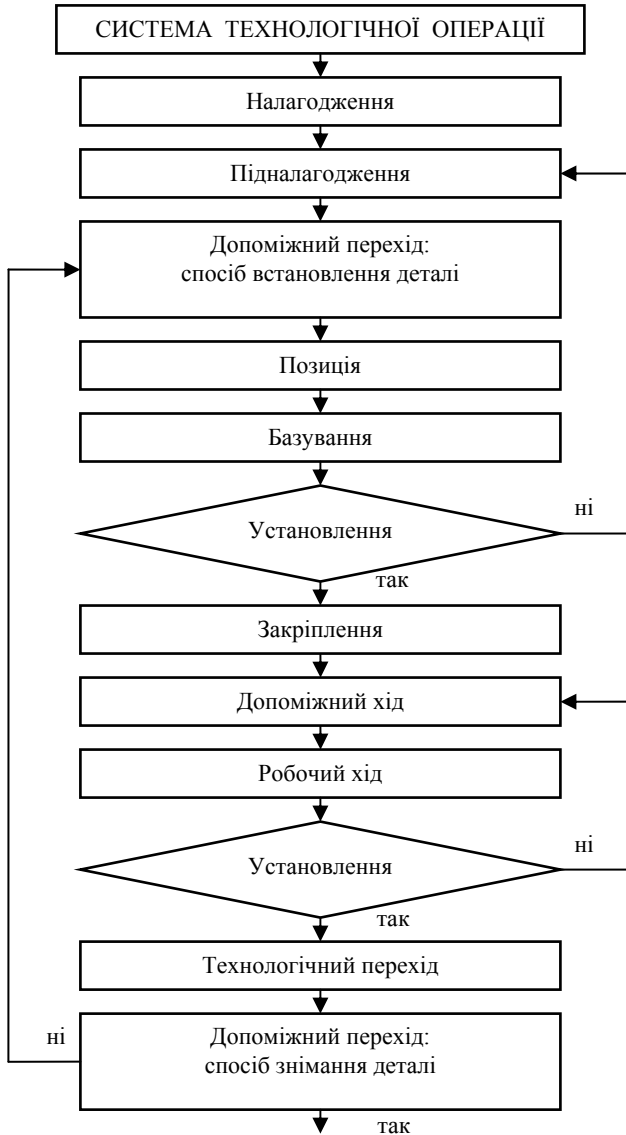 СИСТЕМА ТЕХНОЛОГІЧНОЇ ОПЕРАЦІЇ
Налагодження
Підналагодження
Допоміжний перехід:
спосіб встановлення деталі
Позиція
Базування
Установлення
ні
так
Закріплення
Допоміжний хід
Робочий хід
Установлення
ні
так
Технологічний перехід
ні
Допоміжний перехід:
спосіб знімання деталі
так